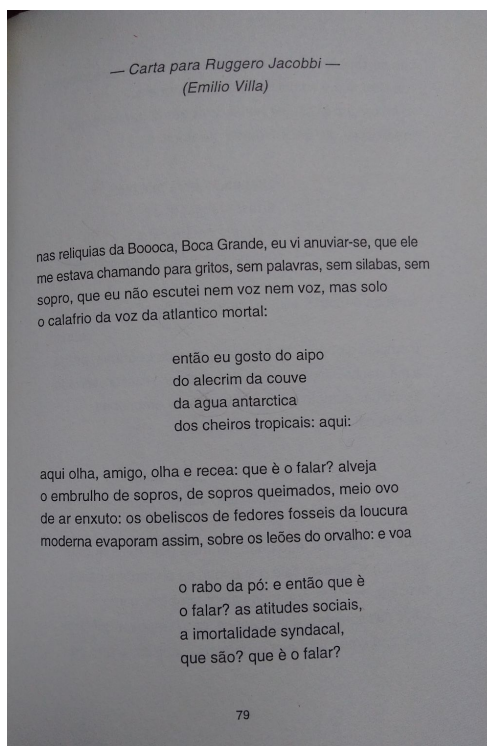 — Carta para Ruggero Jacobbi —
(Emilio Villa)
nas reliquias da Boooca, Boca Grande, eu vi anuviar-se, que ele
me estava chamando para gritos, sem palavras, sem silabas, sem
sopro, que eu não escutei nem voz nem voz, mas solo
o calafrio da voz da atlantico mortal:
então eu gosto do aipo
do alecrim da couve
da agua antarctica
dos cheiros tropicais: aqui:
aqui olha, amigo, olha e recea: que è o falar? alveja
o embrulho de sopros, de sopros queimados, meio ovo
de ar enxuto: os obeliscos de fedores fosseis da loucura
moderna evaporam assim, sobre os leões do orvalho: e voa
o rabo da pó: e então que è
o falar? as atitudes sociais,
a imortalidade syndacal,
que são? que è o falar?
79